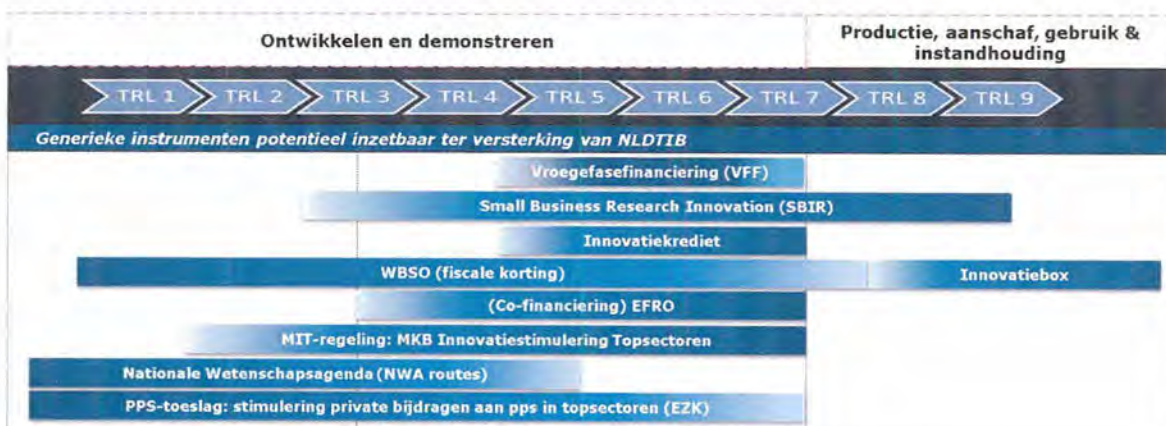 Ontwikkelen en demonstreren
Productie, aanschaf, gebruik &
instandhouding
TRL 1 TRL 2 TRL 3 TRL 4 TRL 5 TRL 6 TRL 7 TRL 8 TRL 9
Generieke instrumenten potentieel inzetbaar ter versterking van NLDTIB
Vroegefasefinanciering (VFF)
Small Business Research Innovation (SBIR)
Innovatiekrediet
WBSO (fiscale korting)
Innovatiebox
(Co-financiering) EFRO
MIT-regeling: MKB Innovatiestimulering Topsectoren
Nationale Wetenschapsagenda (NWA routes)
PPS-toeslag: stimulering private bijdragen aan pps in topsectoren (EZK)